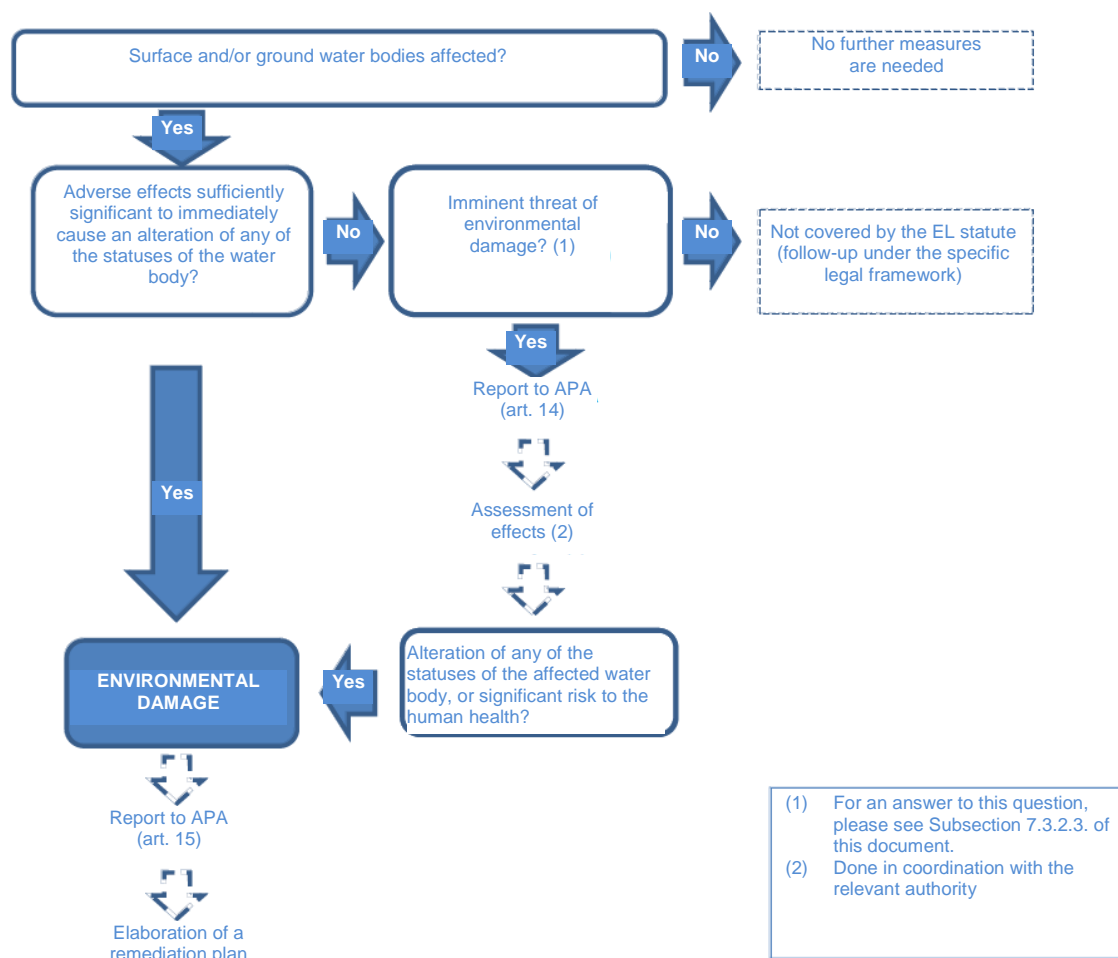 Surface and/or ground water bodies affected?
No
No further measures
are needed
Yes
Adverse effects sufficiently
significant to immediately
cause an alteration of any of
the statuses of the water
body?
No
Imminent threat of
environmental
damage? (1)
No
Not covered by the EL statute
(follow-up under the specific
legal framework)
Yes
Report to APA
(art. 14)
Yes
Assessment of
effects (2)
ENVIRONMENTAL
DAMAGE
Yes
Alteration of any of the
statuses of the affected water
body, or significant risk to the
human health?
Report to APA
(art. 15)
Elaboration of a
remediation plan
(1) For an answer to this question,
please see Subsection 7.3.2.3. of
this document.
(2) Done in coordination with the
relevant authority